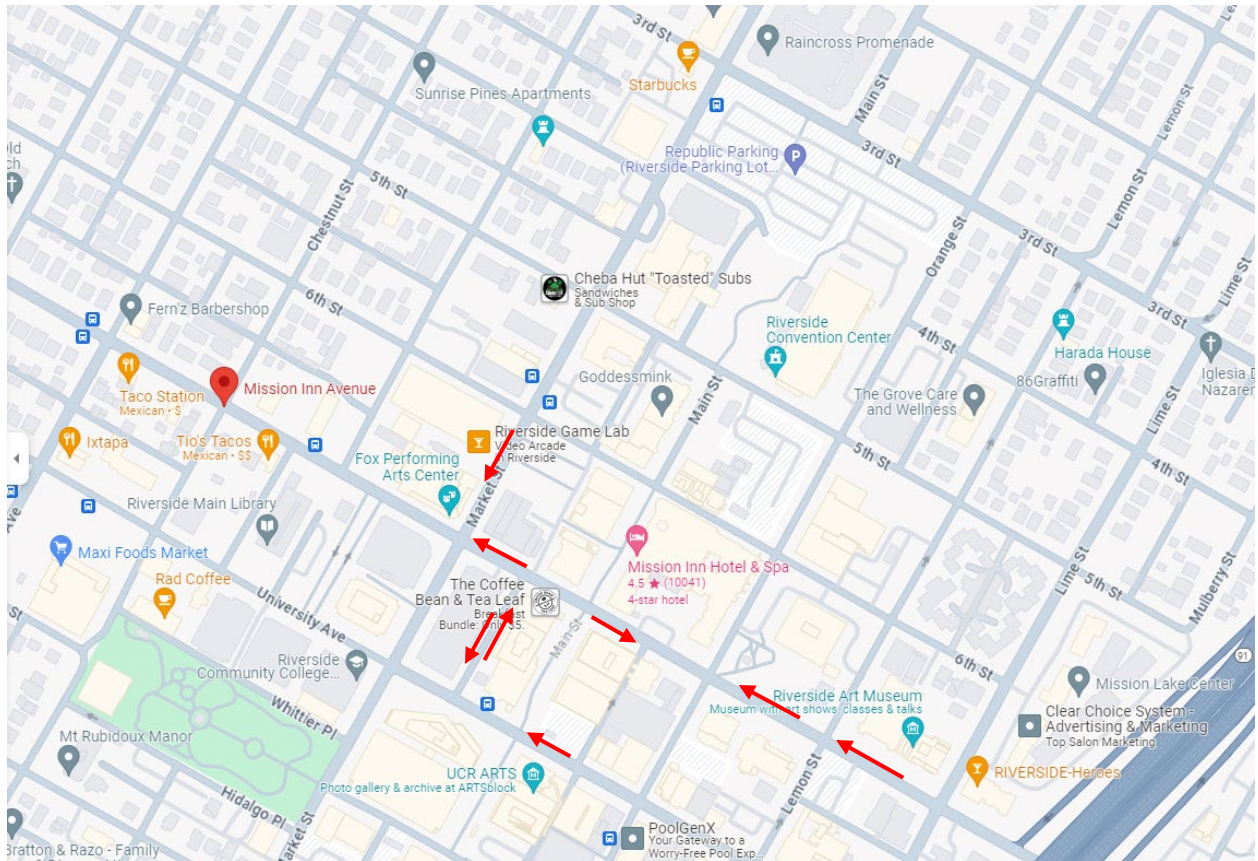 3rd St
Starbucks
Raincross Promenade
Main St
Sunrise Pines Apartments
Republic Parking
(Riverside Parking Lot...
P
3rd St
Lemon St
Lemon St
5th St
Chestnut St
Orange St
3rd St
Cheba Hut "Toasted" Subs
Sandwiches
& Sub Shop
6th St
Fern'z Barbershop
Riverside
Convention Center
4th St
3rd St
Lime St
Harada House
Iglesia D
Nazaren
Mission Inn Avenue
Taco Station
Mexican • $
Goddessmink
Main St
86Graffiti
The Grove Care
and Wellness
Lime St
Ixtapa
Tio's Tacos
Mexican • $$
Riverside Game Lab
Video Arcade
in Riverside
Fox Performing
Arts Center
5th St
4th St
Market St
Riverside Main Library
Maxi Foods Market
Rad Coffee
University Ave
The Coffee
Bean & Tea Leaf
Breakfast
Bundle: Only $5.
Mission Inn Hotel & Spa
4.5 ★ (10041)
4-star hotel
Lime St
5th St
Mulberry St
Main St
Riverside
Community College...
6th St
91
Mission Lake Center
Whittier Pl
Riverside Art Museum
Museum with art shows, classes & talks
Clear Choice System -
Advertising & Marketing
Top Salon Marketing
Mt Rubidoux Manor
UCR ARTS
Photo gallery & archive at ARTSblock
Lemon St
RIVERSIDE-Heroes
Hidalgo Pl
Market St
PoolGenX
Your Gateway to a
Worry-Free Pool Exp...
Bratton & Razo - Family